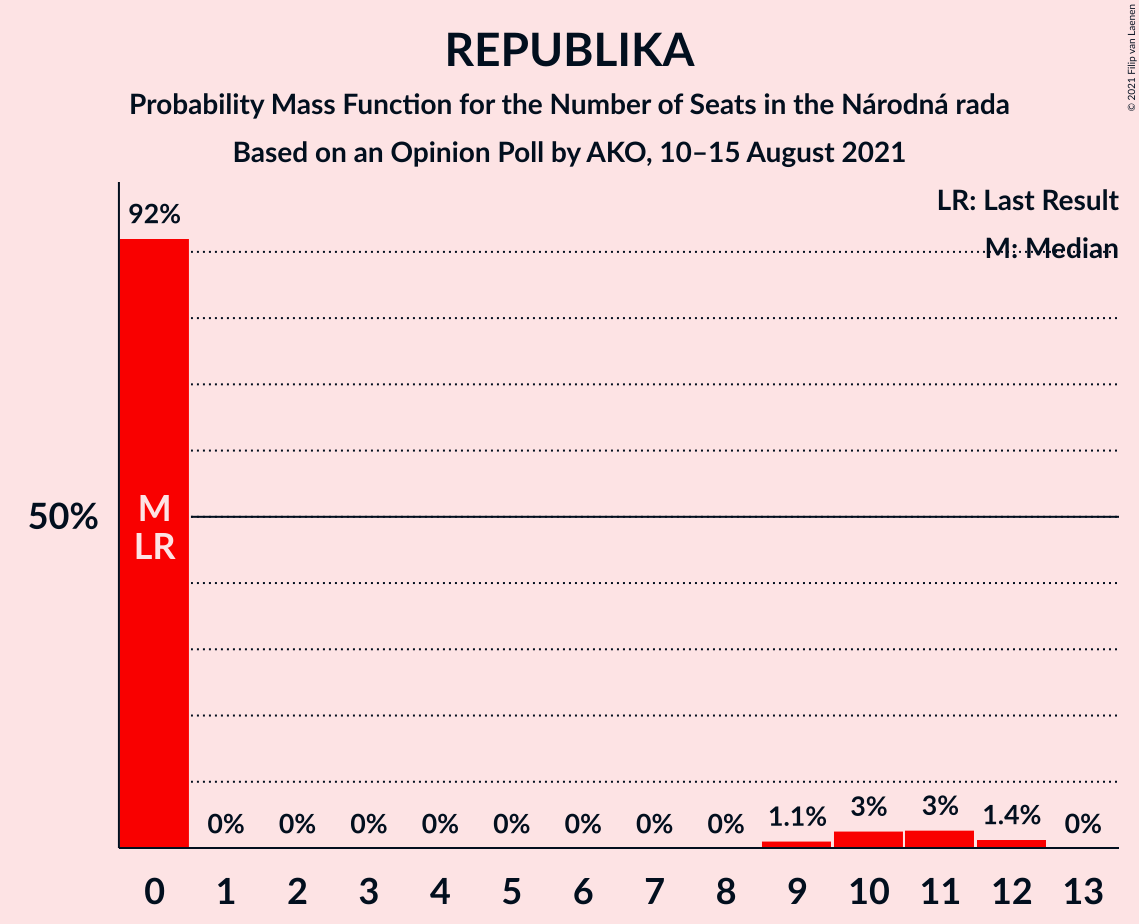 REPUBLIKA
Probability Mass Function for the Number of Seats in the Národná rada
Based on an Opinion Poll by AKO, 10–15 August 2021
© 2021 Filip van Laenen
LR: Last Result
M: Median
92%
50%
M
LR
0% 0% 0% 0% 0% 0% 0% 0% 1.1% 3% 3% 1.4% 0%
0 1 2 3 4 5 6 7 8 9 10 11 12 13